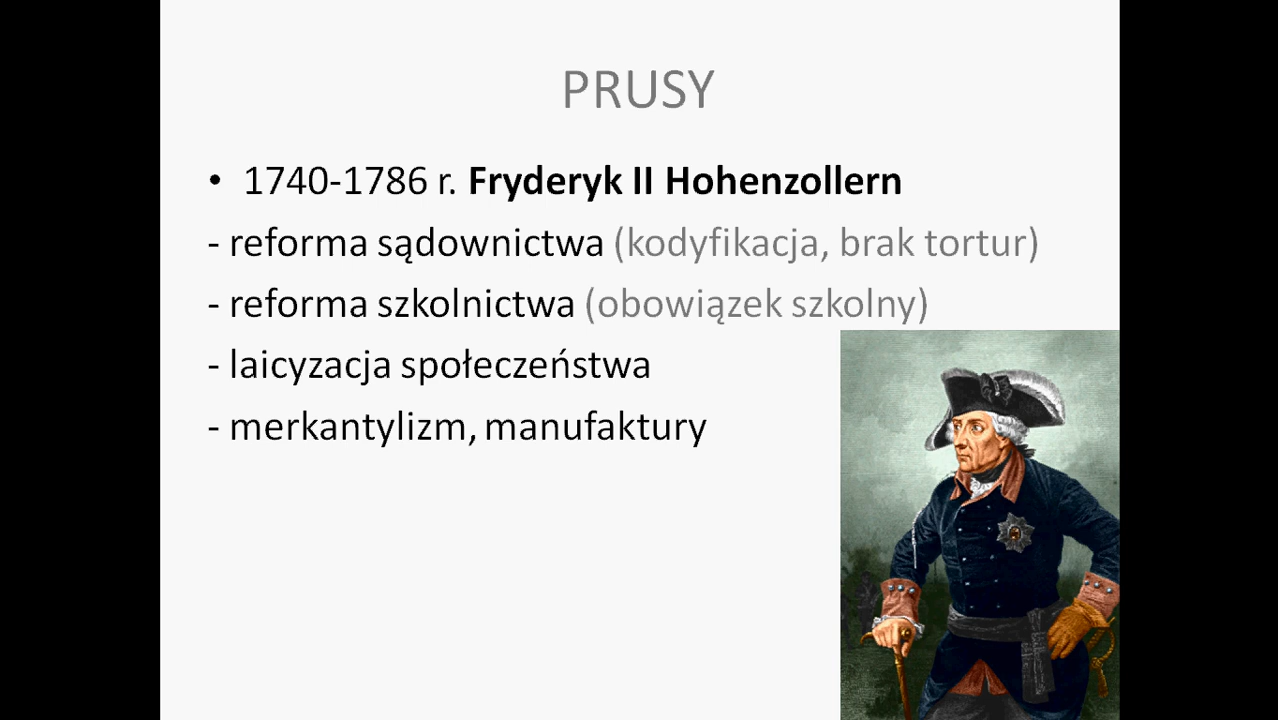 PRUSY
• 1740-1786 r. Fryderyk II Hohenzollern
- reforma sądownictwa (kodyfikacja, brak tortur)
- reforma szkolnictwa (obowiązek szkolny)
- laicyzacja społeczeństwa
- merkantylizm, manufaktury